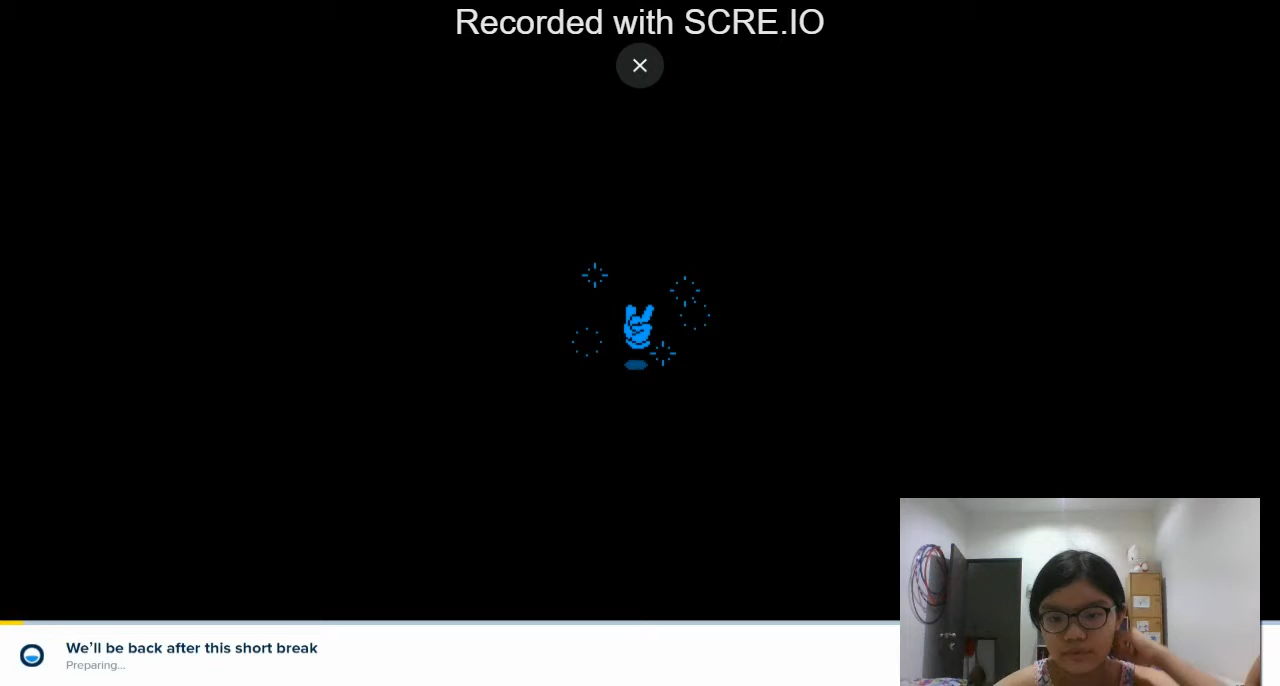 Recorded with SCRE.IO
We’ll be back after this short break
Preparing...